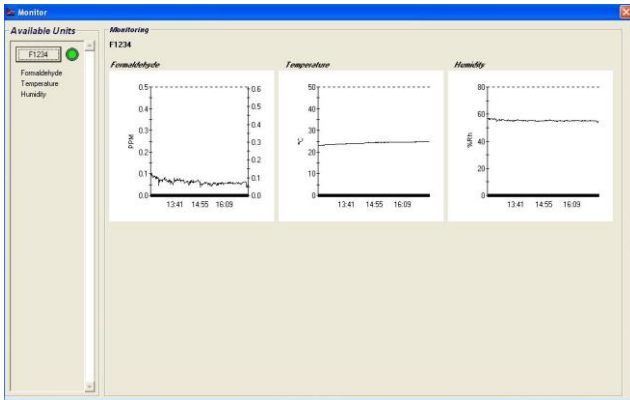 Monitor
Available Units
F1234
Formaldehyde
Temperature
Humidity
Monitoring
F1234
Formaldehyde
PPM
0.5
0.4
0.3
0.2
0.1
0.0
0.6
0.5
0.4
0.3
0.2
0.1
0.0
13:41 14:55 16:09
Temperature
°C
50
40
30
20
10
0
13:41 14:55 16:09
Humidity
%Rh
80
60
40
20
0
13:41 14:55 16:09